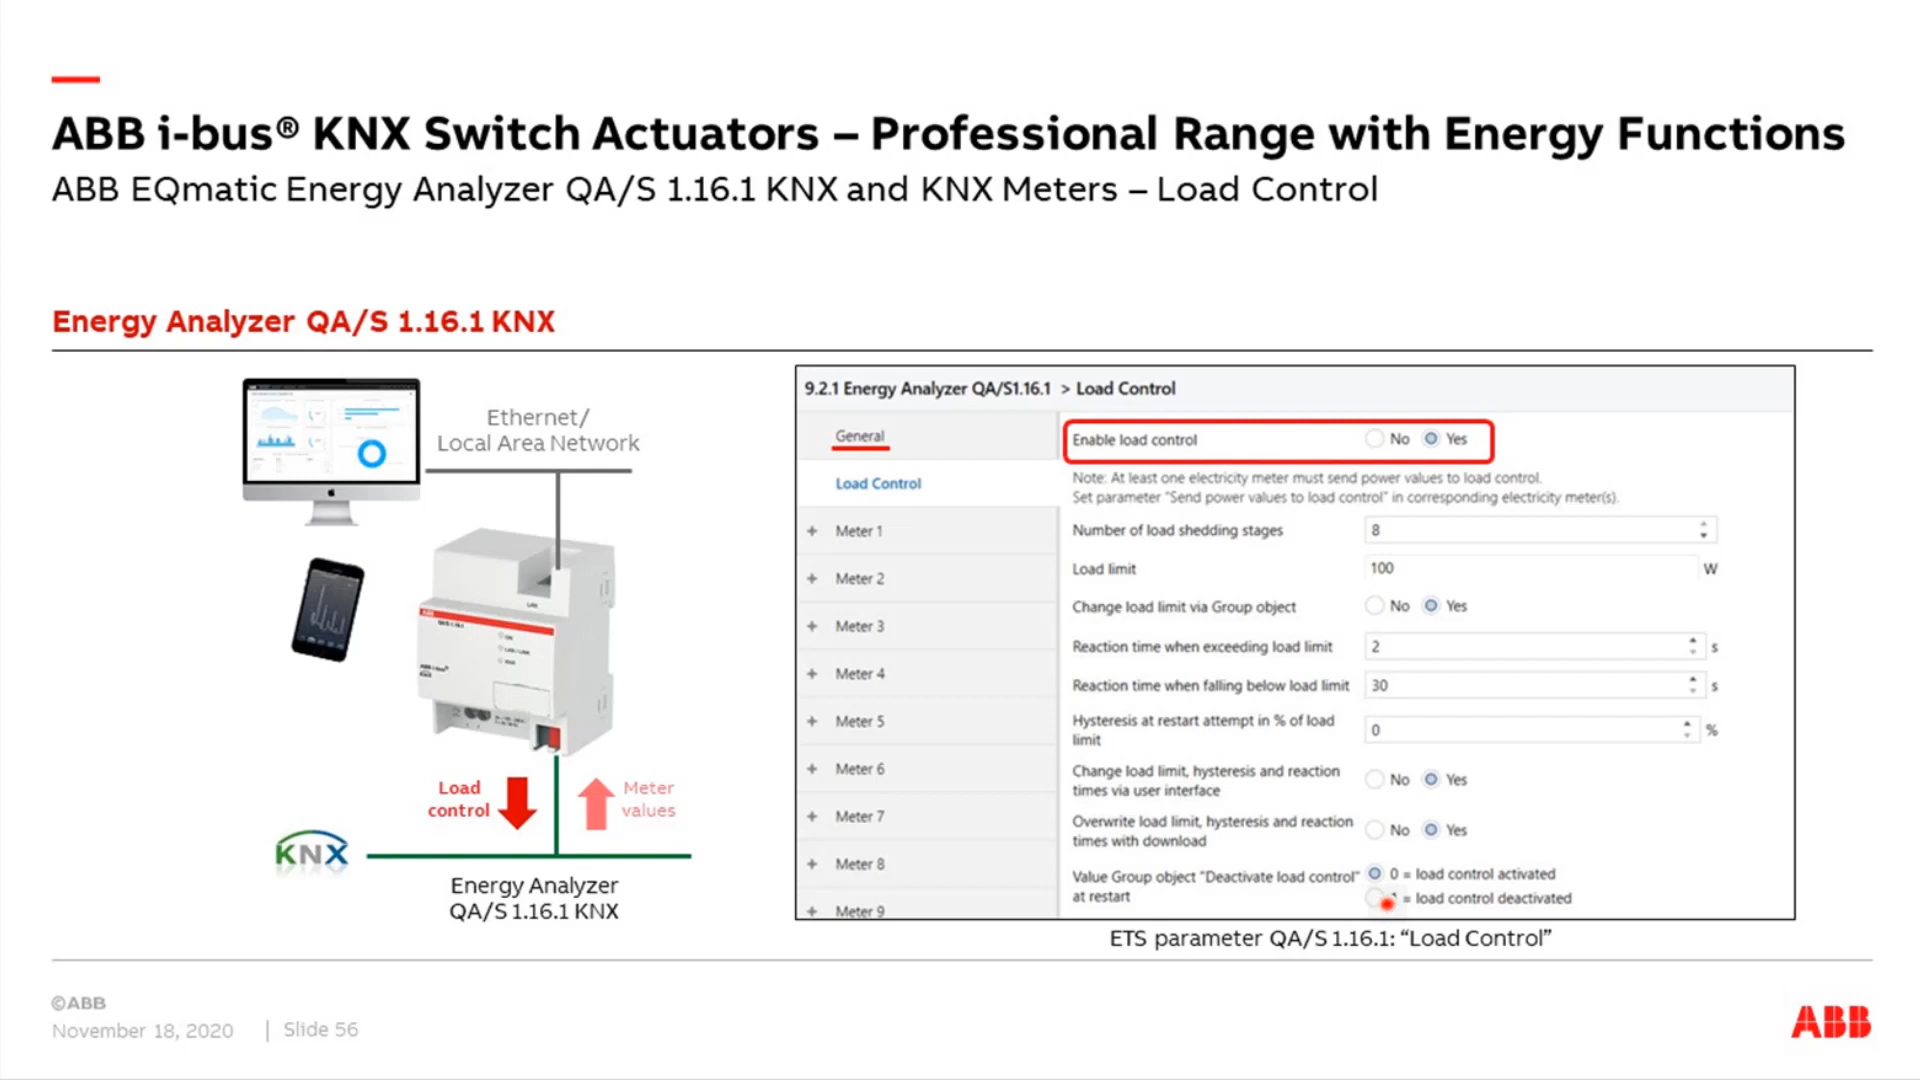 ABB i-bus® KNX Switch Actuators – Professional Range with Energy Functions
ABB EQmatic Energy Analyzer QA/S 1.16.1 KNX and KNX Meters – Load Control
Energy Analyzer QA/S 1.16.1 KNX
Ethernet/
Local Area Network
LAN
ABB
Load
control
Meter
values
KNX
Energy Analyzer
QA/S 1.16.1 KNX
9.2.1 Energy Analyzer QA/S1.16.1 > Load Control
General
Load Control
+ Meter 1
+ Meter 2
+ Meter 3
+ Meter 4
+ Meter 5
+ Meter 6
+ Meter 7
+ Meter 8
+ Meter 9
Enable load control No Yes
Note: At least one electricity meter must send power values to load control.
Set parameter "Send power values to load control" in corresponding electricity meter(s).
Number of load shedding stages 8
Load limit 100 W
Change load limit via Group object No Yes
Reaction time when exceeding load limit 2 s
Reaction time when falling below load limit 30 s
Hysteresis at restart attempt in % of load
limit 0 %
Change load limit, hysteresis and reaction
times via user interface No Yes
Overwrite load limit, hysteresis and reaction
times with download No Yes
Value Group object "Deactivate load control"
at restart
0 = load control activated
= load control deactivated
ETS parameter QA/S 1.16.1: “Load Control”
©ABB
November 18, 2020 | Slide 56
ABB